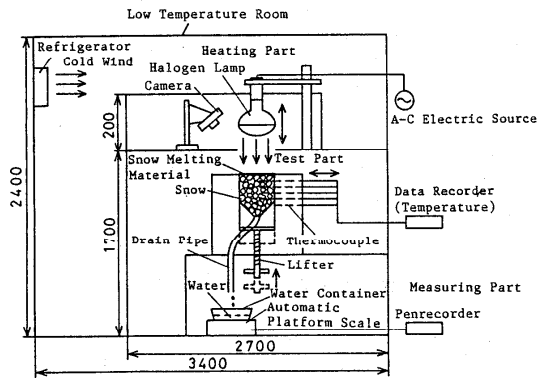 Low Temperature Room
Refrigerator
Cold Wind
Heating Part
Halogen Lamp
Camera
A-C Electric Source
200
2400
1700
Snow Melting
Material
Test Part
Snow
Data Recorder
(Temperature)
Thermocouple
Drain Pipe
Lifter
Water
Water Container
Automatic
Platform Scale
Measuring Part
Penrecorder
2700
3400